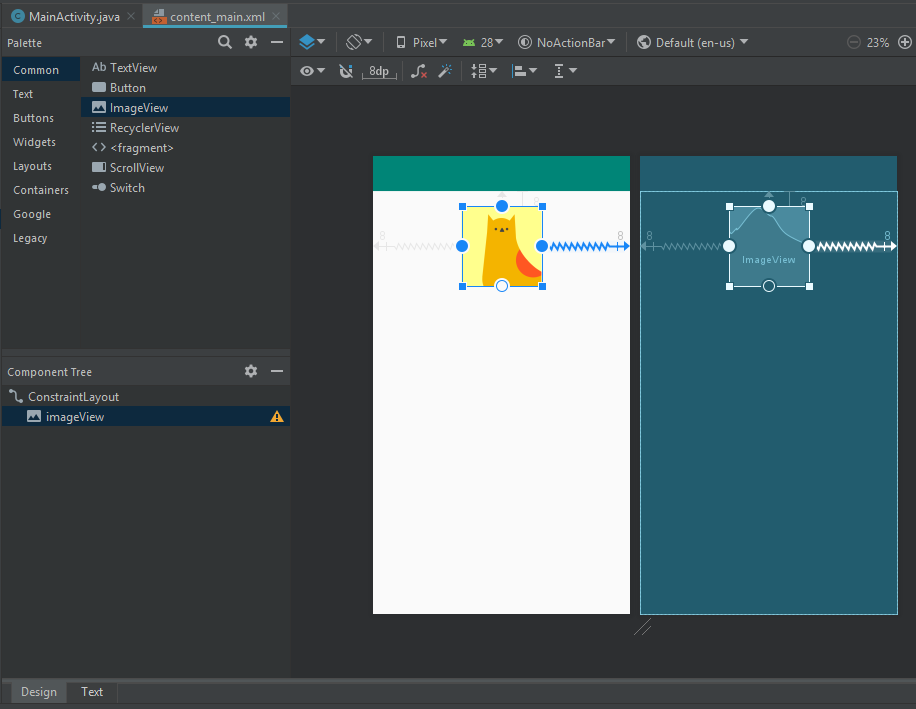 MainActivity.java
content_main.xml
Palette
Pixel
28
NoActionBar
Default (en-us)
23%
Common
Text
Buttons
Widgets
Layouts
Containers
Google
Legacy
Ab TextView
Button
ImageView
RecyclerView
<fragment>
ScrollView
Switch
8dp
8
8
8
8
8
8
ImageView
Component Tree
ConstraintLayout
imageView
Design
Text